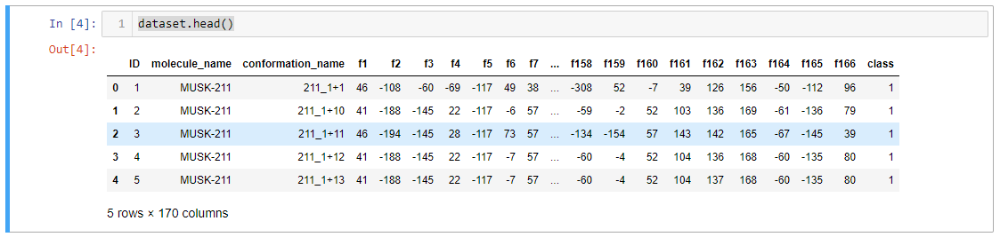 In [4]: 1 dataset.head()
Out[4]:
ID molecule_name conformation_name f1 f2 f3 f4 f5 f6 f7 ... f158 f159 f160 f161 f162 f163 f164 f165 f166 class
0 1 MUSK-211 211_1+1 46 -108 -60 -69 -117 49 38 ... -308 52 -7 39 126 156 -50 -112 96 1
1 2 MUSK-211 211_1+10 41 -188 -145 22 -117 -6 57 ... -59 -2 52 103 136 169 -61 -136 79 1
2 3 MUSK-211 211_1+11 46 -194 -145 28 -117 73 57 ... -134 -154 57 143 142 165 -67 -145 39 1
3 4 MUSK-211 211_1+12 41 -188 -145 22 -117 -7 57 ... -60 -4 52 104 136 168 -60 -135 80 1
4 5 MUSK-211 211_1+13 41 -188 -145 22 -117 -7 57 ... -60 -4 52 104 137 168 -60 -135 80 1
5 rows × 170 columns